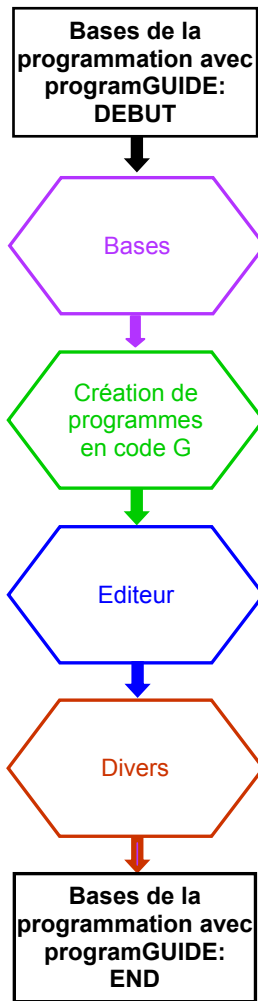 Bases de la
programmation avec
programGUIDE:
DEBUT
Bases
Création de
programmes
en code G
Editeur
Divers
Bases de la
programmation avec
programGUIDE:
END